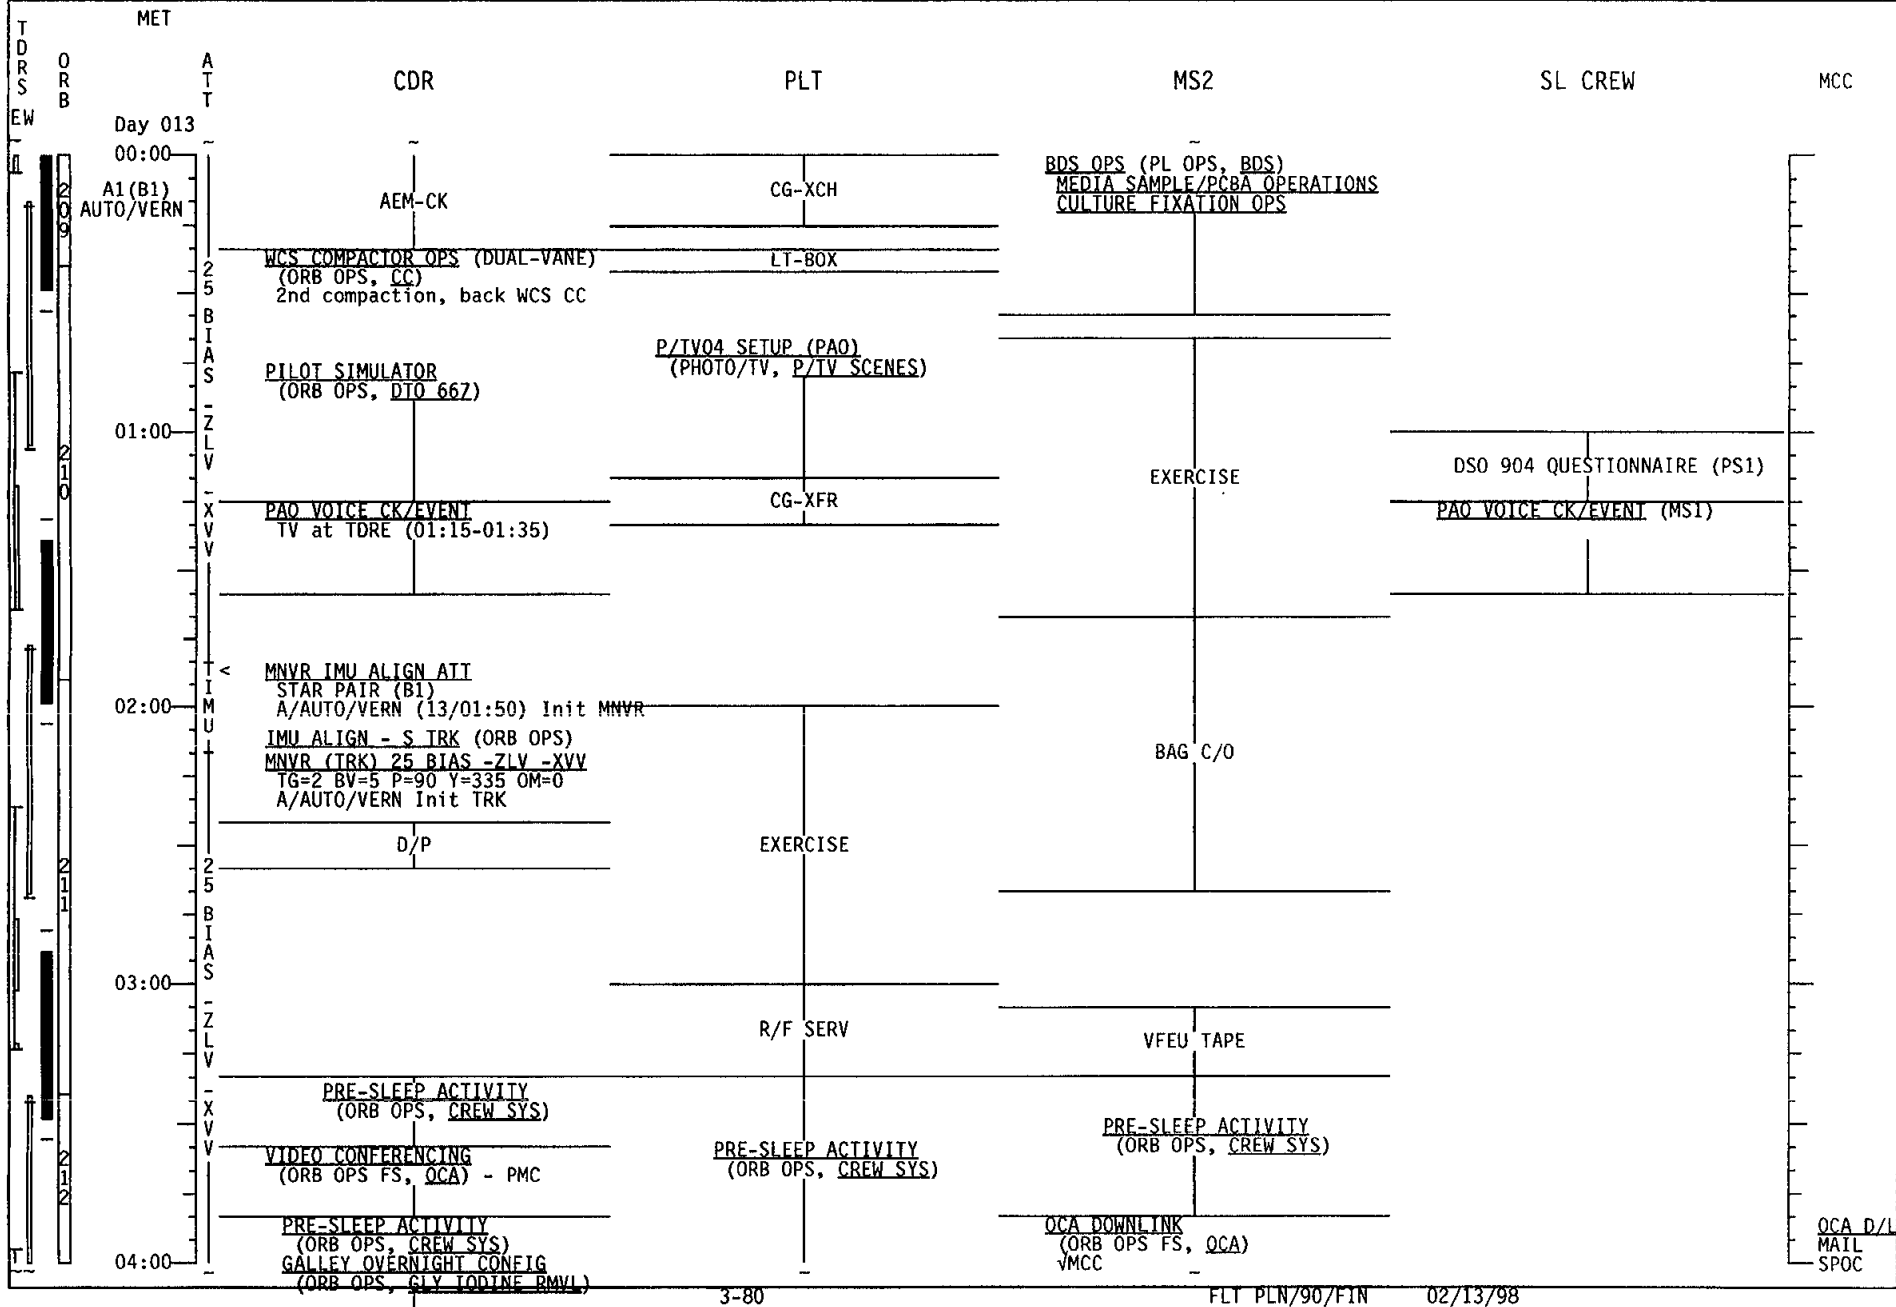 MET
TDRS
ORB
ATT
CDR
PLT
MS2
SL CREW
MCC
EW
Day 013
00:00
A1(B1)
AUTO/VERN
209
25 BIAS -ZLV -XVV
AEM-CK
CG-XCH
BDS OPS (PL OPS, BDS)
MEDIA SAMPLE/PCBA OPERATIONS
CULTURE FIXATION OPS
WCS COMPACTOR OPS (DUAL-VANE)
(ORB OPS, CC)
2nd compaction, back WCS CC
LT-BOX
P/TV04 SETUP (PAO)
(PHOTO/TV, P/TV SCENES)
PILOT SIMULATOR
(ORB OPS, DTO 667)
01:00
210
EXERCISE
DSO 904 QUESTIONNAIRE (PS1)
CG-XFR
PAO VOICE CK/EVENT
TV at TDRE (01:15-01:35)
PAO VOICE CK/EVENT (MS1)
IMU
<
MNVR IMU ALIGN ATT
STAR PAIR (B1)
A/AUTO/VERN (13/01:50) Init MNVR
02:00
IMU ALIGN - S TRK (ORB OPS)
MNVR (TRK) 25 BIAS -ZLV -XVV
TG=2 BV=5 P=90 Y=335 OM=0
A/AUTO/VERN Init TRK
BAG C/O
D/P
EXERCISE
211
25 BIAS -ZLV -XVV
03:00
R/F SERV
VFEU TAPE
PRE-SLEEP ACTIVITY
(ORB OPS, CREW SYS)
PRE-SLEEP ACTIVITY
(ORB OPS, CREW SYS)
PRE-SLEEP ACTIVITY
(ORB OPS, CREW SYS)
VIDEO CONFERENCING
(ORB OPS FS, OCA) - PMC
212
PRE-SLEEP ACTIVITY
(ORB OPS, CREW SYS)
GALLEY OVERNIGHT CONFIG
(ORB OPS, GLY IODINE RMVL)
OCA DOWNLINK
(ORB OPS FS, OCA)
√MCC
OCA D/L
MAIL
SPOC
04:00
3-80
FLT PLN/90/FIN
02/13/98